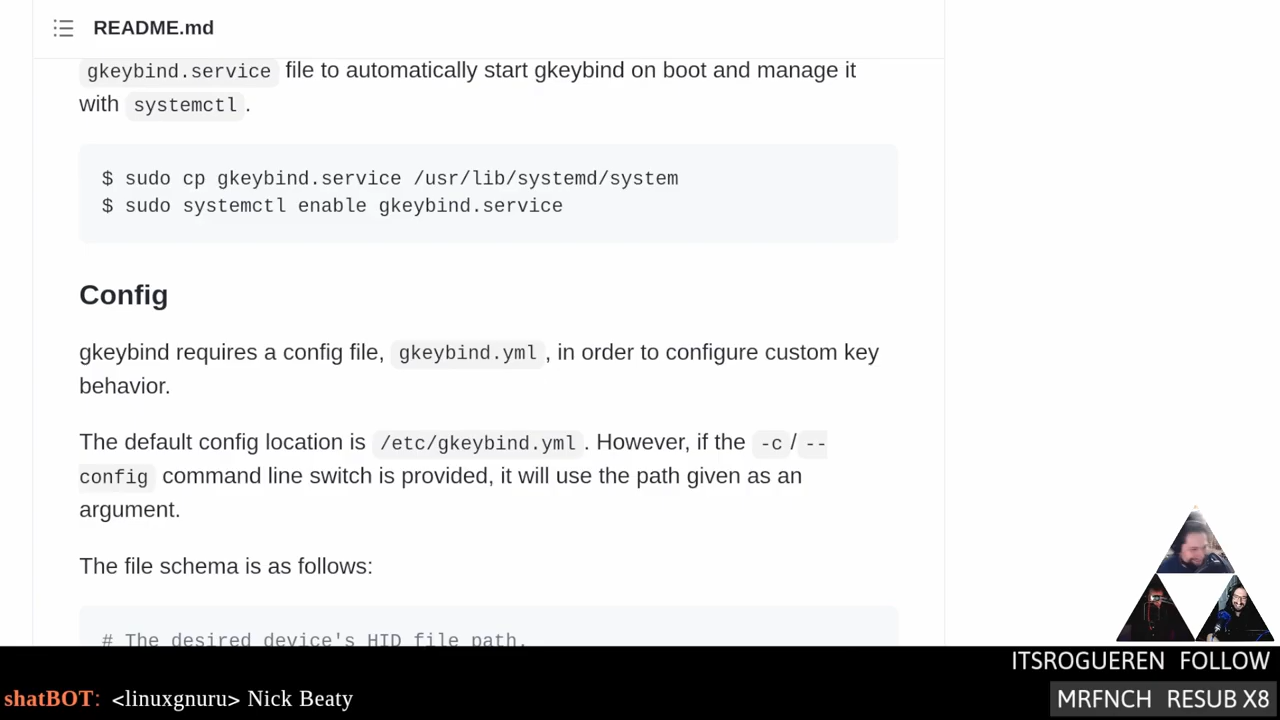 README.md
gkeybind.service file to automatically start gkeybind on boot and manage it
with systemctl.
$ sudo cp gkeybind.service /usr/lib/systemd/system
$ sudo systemctl enable gkeybind.service
Config
gkeybind requires a config file, gkeybind.yml, in order to configure custom key
behavior.
The default config location is /etc/gkeybind.yml. However, if the -c/--
config command line switch is provided, it will use the path given as an
argument.
The file schema is as follows:
# The desired device's HID file path.
ITSROGUEREN FOLLOW
shatBOT: <linuxgnuru> Nick Beaty
MRFNCH RESUB X8